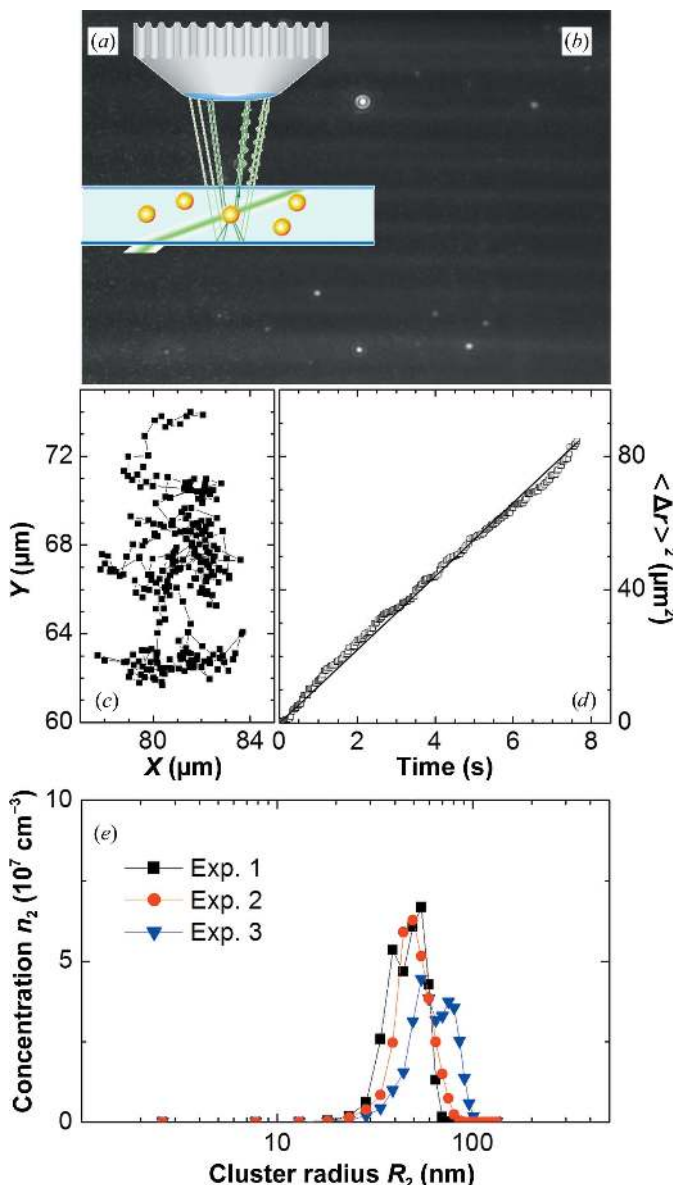 (a)
(b)
72
68
64
60
Y (µm)
(c)
80
84
X (µm)
80
40
0
< Δr > ² (µm²)
(d)
0 2 4 6 8
Time (s)
(e)
10
5
0
Concentration n₂ (10⁷ cm⁻³)
Exp. 1
Exp. 2
Exp. 3
10
100
Cluster radius R₂ (nm)